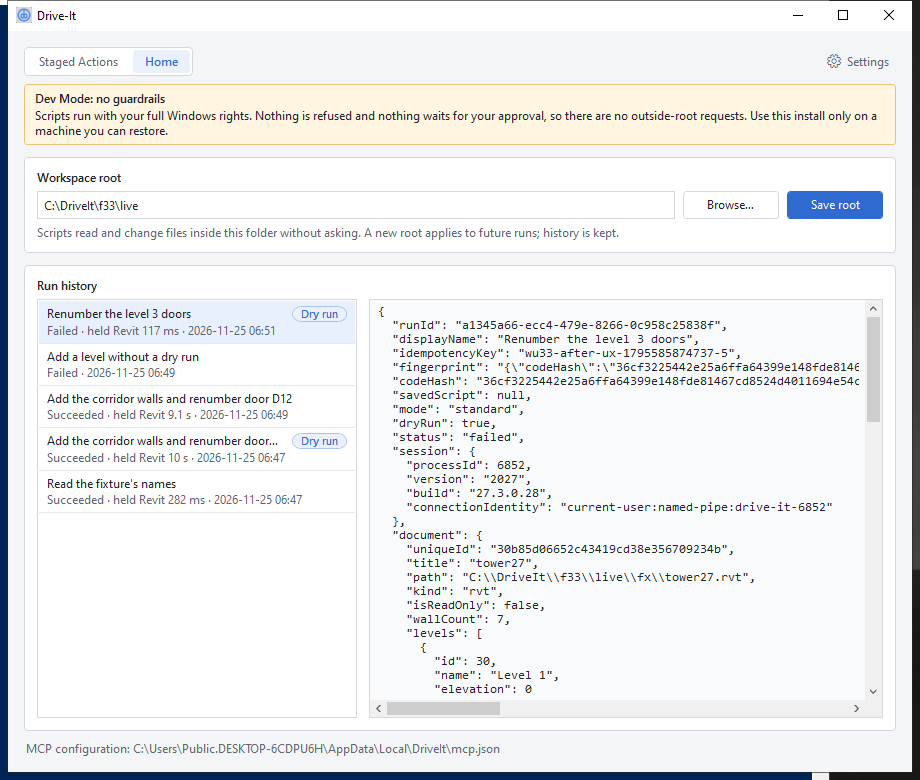 Drive-It
Staged Actions
Home
Settings
Dev Mode: no guardrails
Scripts run with your full Windows rights. Nothing is refused and nothing waits for your approval, so there are no outside-root requests. Use this install only on a
machine you can restore.
Workspace root
C:\DriveIt\f33\live
Browse...
Save root
Scripts read and change files inside this folder without asking. A new root applies to future runs; history is kept.
Run history
Renumber the level 3 doors
Dry run
Failed · held Revit 117 ms · 2026-11-25 06:51
Add a level without a dry run
Failed · 2026-11-25 06:49
Add the corridor walls and renumber door D12
Succeeded · held Revit 9.1 s · 2026-11-25 06:49
Add the corridor walls and renumber door...
Dry run
Succeeded · held Revit 10 s · 2026-11-25 06:47
Read the fixture's names
Succeeded · held Revit 282 ms · 2026-11-25 06:47
{
"runId": "a1345a66-ecc4-479e-8266-0c958c25838f",
"displayName": "Renumber the level 3 doors",
"idempotencyKey": "wu33-after-ux-1795585874737-5",
"fingerprint": "{\"codeHash\":\"36cf3225442e25a6ffa64399e148fde8146
"codeHash": "36cf3225442e25a6ffa64399e148fde81467cd8524d4011694e54c
"savedScript": null,
"mode": "standard",
"dryRun": true,
"status": "failed",
"session": {
"processId": 6852,
"version": "2027",
"build": "27.3.0.28",
"connectionIdentity": "current-user:named-pipe:drive-it-6852"
},
"document": {
"uniqueId": "30b85d06652c43419cd38e356709234b",
"title": "tower27",
"path": "C:\\DriveIt\\f33\\live\\fx\\tower27.rvt",
"kind": "rvt",
"isReadOnly": false,
"wallCount": 7,
"levels": [
{
"id": 30,
"name": "Level 1",
"elevation": 0
MCP configuration: C:\Users\Public.DESKTOP-6CDPU6H\AppData\Local\DriveIt\mcp.json